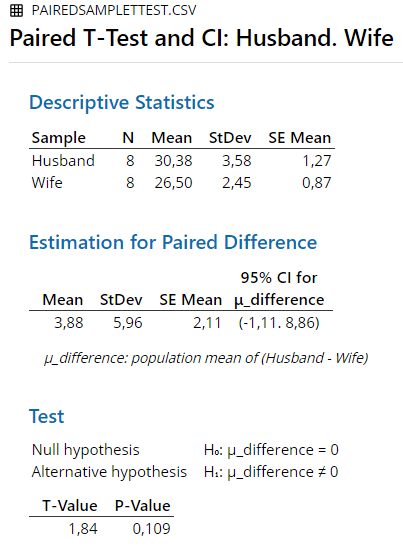 PAIREDSAMPLETTEST.CSV
Paired T-Test and CI: Husband. Wife
Descriptive Statistics
Sample N Mean StDev SE Mean
Husband 8 30,38 3,58 1,27
Wife 8 26,50 2,45 0,87
Estimation for Paired Difference
95% CI for
Mean StDev SE Mean μ_difference
3,88 5,96 2,11 (-1,11. 8,86)
μ_difference: population mean of (Husband - Wife)
Test
Null hypothesis H₀: μ_difference = 0
Alternative hypothesis H₁: μ_difference ≠ 0
T-Value P-Value
1,84 0,109